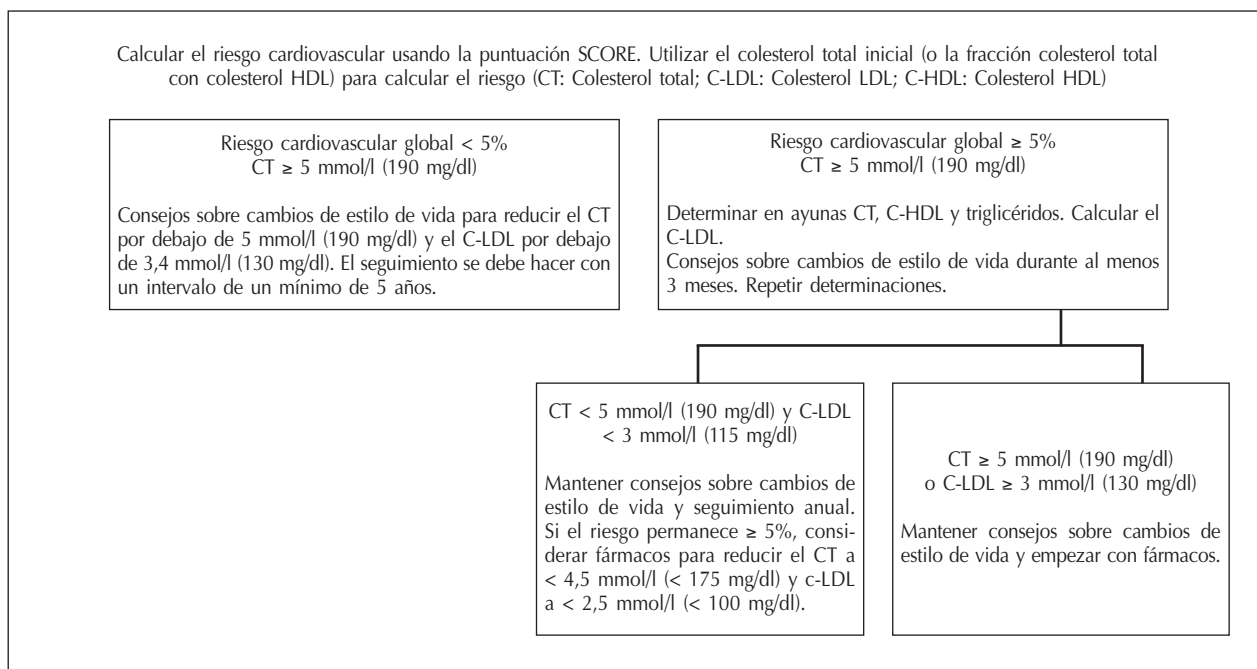 Calcular el riesgo cardiovascular usando la puntuación SCORE. Utilizar el colesterol total inicial (o la fracción colesterol total
con colesterol HDL) para calcular el riesgo (CT: Colesterol total; C-LDL: Colesterol LDL; C-HDL: Colesterol HDL)
Riesgo cardiovascular global < 5%
CT ≥ 5 mmol/l (190 mg/dl)
Consejos sobre cambios de estilo de vida para reducir el CT
por debajo de 5 mmol/l (190 mg/dl) y el C-LDL por debajo
de 3,4 mmol/l (130 mg/dl). El seguimiento se debe hacer con
un intervalo de un mínimo de 5 años.
Riesgo cardiovascular global ≥ 5%
CT ≥ 5 mmol/l (190 mg/dl)
Determinar en ayunas CT, C-HDL y triglicéridos. Calcular el
C-LDL.
Consejos sobre cambios de estilo de vida durante al menos
3 meses. Repetir determinaciones.
CT < 5 mmol/l (190 mg/dl) y C-LDL
< 3 mmol/l (115 mg/dl)
Mantener consejos sobre cambios de
estilo de vida y seguimiento anual.
Si el riesgo permanece ≥ 5%, consi-
derar fármacos para reducir el CT a
< 4,5 mmol/l (< 175 mg/dl) y c-LDL
a < 2,5 mmol/l (< 100 mg/dl).
CT ≥ 5 mmol/l (190 mg/dl)
o C-LDL ≥ 3 mmol/l (130 mg/dl)
Mantener consejos sobre cambios de
estilo de vida y empezar con fármacos.